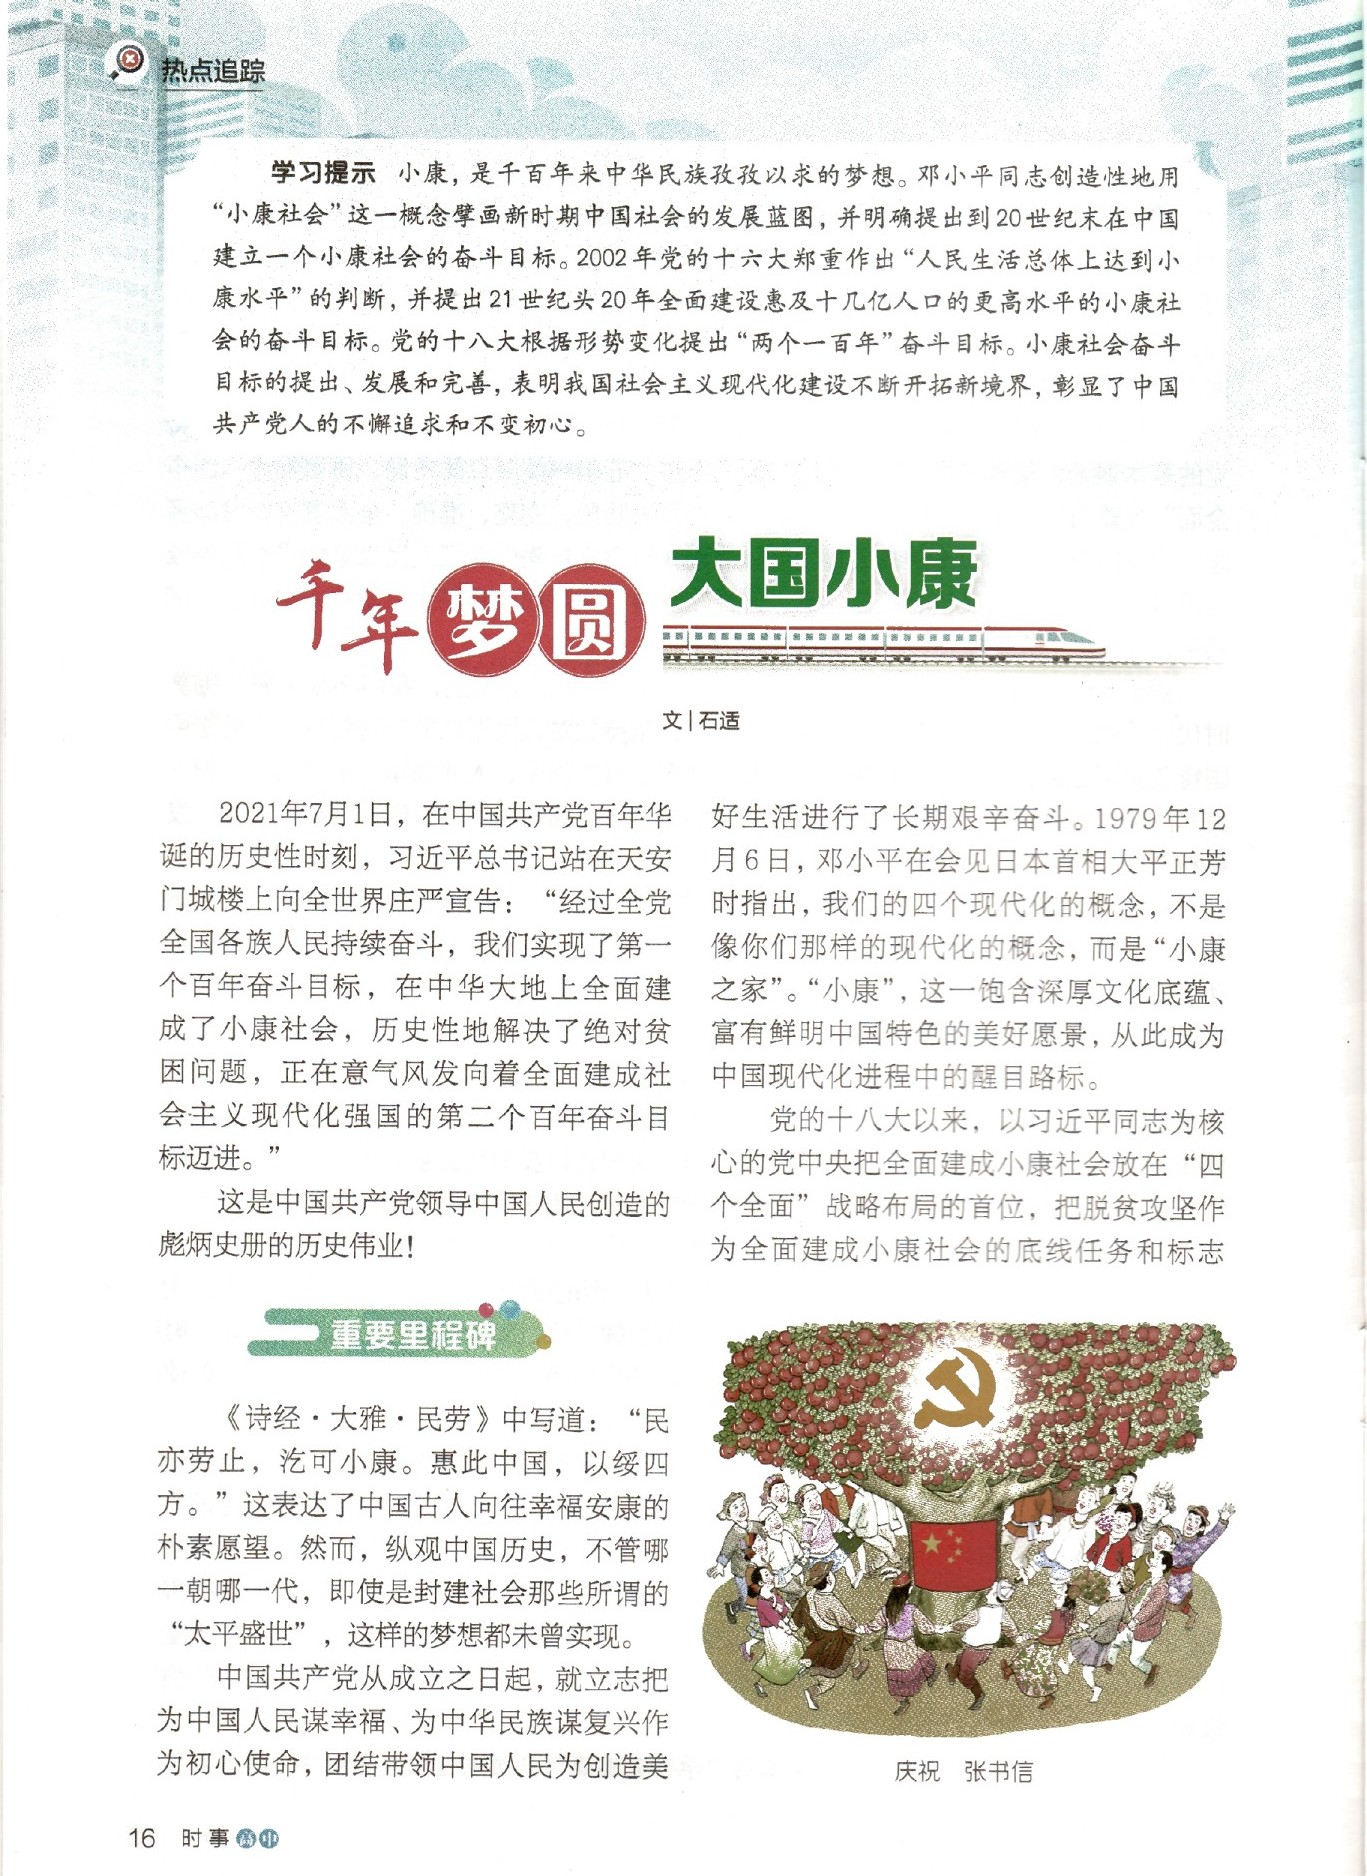 热点追踪
学习提示 小康，是千百年来中华民族孜孜以求的梦想。邓小平同志创造性地用
“小康社会”这一概念擘画新时期中国社会的发展蓝图，并明确提出到20世纪末在中国
建立一个小康社会的奋斗目标。2002年党的十六大郑重作出“人民生活总体上达到小
康水平”的判断，并提出21世纪头20年全面建设惠及十几亿人口的更高水平的小康社
会的奋斗目标。党的十八大根据形势变化提出“两个一百年”奋斗目标。小康社会奋斗
目标的提出、发展和完善，表明我国社会主义现代化建设不断开拓新境界，彰显了中国
共产党人的不懈追求和不变初心。
千年梦圆 大国小康
文|石适
2021年7月1日，在中国共产党百年华
诞的历史性时刻，习近平总书记站在天安
门城楼上向全世界庄严宣告：“经过全党
全国各族人民持续奋斗，我们实现了第一
个百年奋斗目标，在中华大地上全面建
成了小康社会，历史性地解决了绝对贫
困问题，正在意气风发向着全面建成社
会主义现代化强国的第二个百年奋斗目
标迈进。”
这是中国共产党领导中国人民创造的
彪炳史册的历史伟业！
重要里程碑
《诗经·大雅·民劳》中写道：“民
亦劳止，汔可小康。惠此中国，以绥四
方。”这表达了中国古人向往幸福安康的
朴素愿望。然而，纵观中国历史，不管哪
一朝哪一代，即使是封建社会那些所谓的
“太平盛世”，这样的梦想都未曾实现。
中国共产党从成立之日起，就立志把
为中国人民谋幸福、为中华民族谋复兴作
为初心使命，团结带领中国人民为创造美
好生活进行了长期艰辛奋斗。1979年12
月6日，邓小平在会见日本首相大平正芳
时指出，我们的四个现代化的概念，不是
像你们那样的现代化的概念，而是“小康
之家”。“小康”，这一饱含深厚文化底蕴、
富有鲜明中国特色的美好愿景，从此成为
中国现代化进程中的醒目路标。
党的十八大以来，以习近平同志为核
心的党中央把全面建成小康社会放在“四
个全面”战略布局的首位，把脱贫攻坚作
为全面建成小康社会的底线任务和标志
庆祝 张书信
16 时事高中